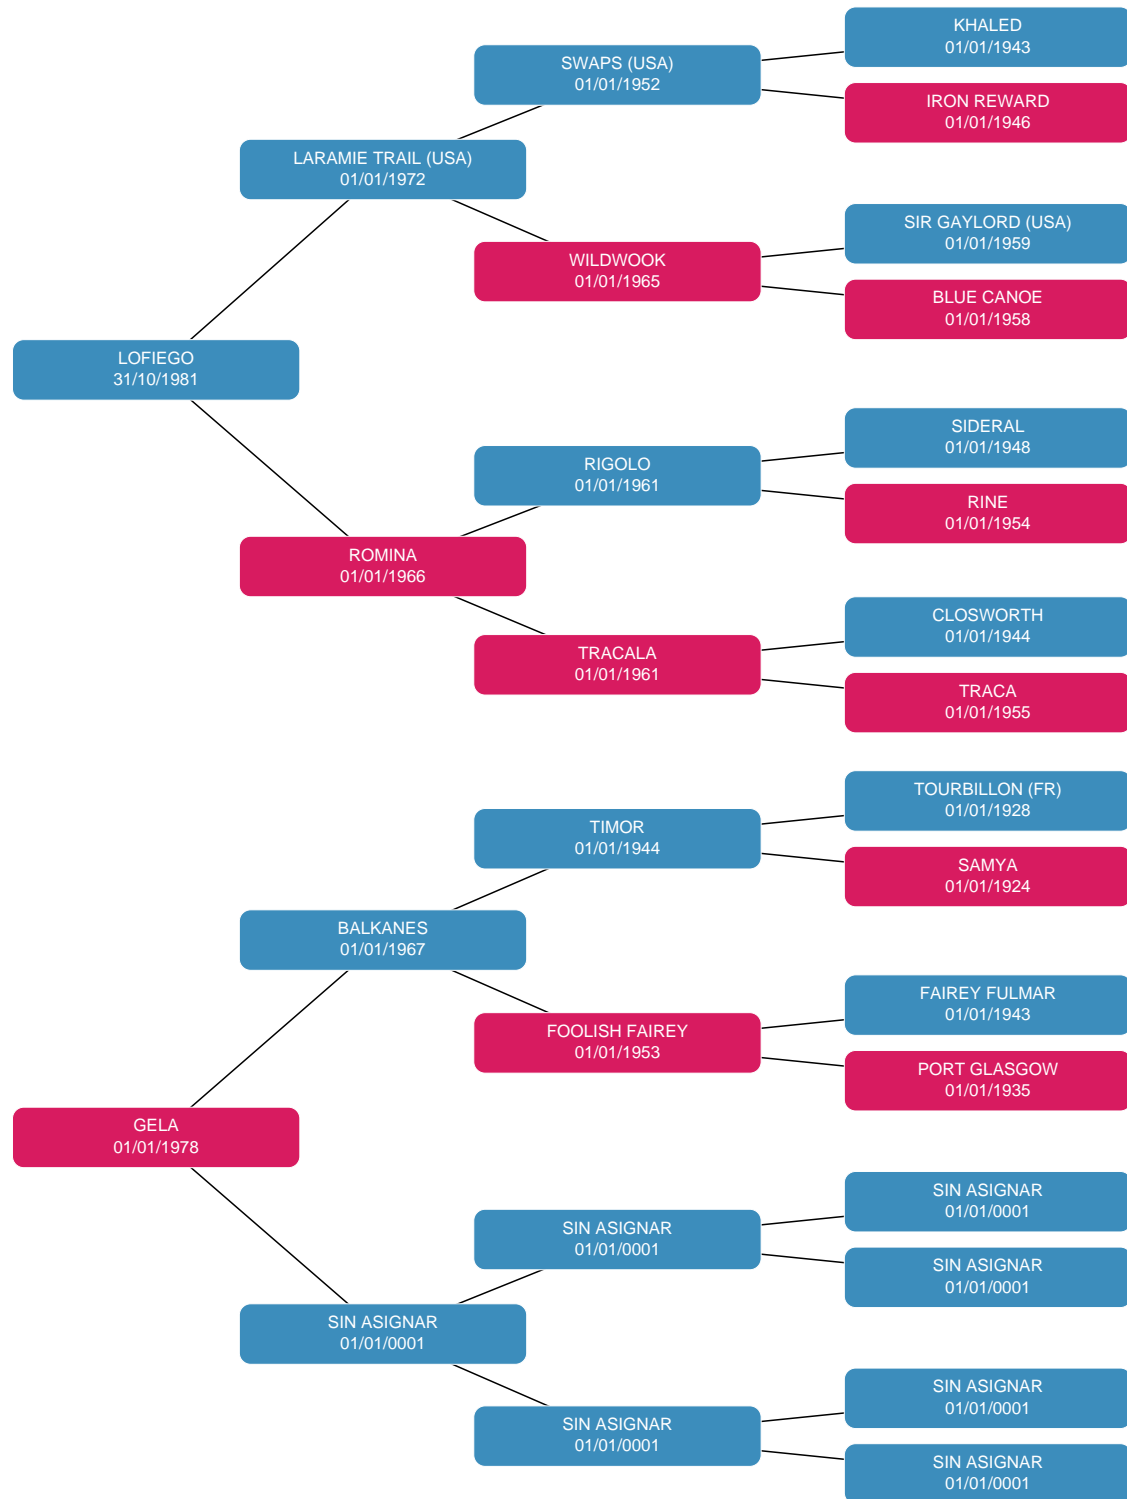 KHALED
01/01/1943
SWAPS (USA)
01/01/1952
IRON REWARD
01/01/1946
LARAMIE TRAIL (USA)
01/01/1972
SIR GAYLORD (USA)
01/01/1959
WILDWOOK
01/01/1965
BLUE CANOE
01/01/1958
LOFIEGO
31/10/1981
SIDERAL
01/01/1948
RIGOLO
01/01/1961
RINE
01/01/1954
ROMINA
01/01/1966
CLOSWORTH
01/01/1944
TRACALA
01/01/1961
TRACA
01/01/1955
TOURBILLON (FR)
01/01/1928
TIMOR
01/01/1944
SAMYA
01/01/1924
BALKANES
01/01/1967
FAIREY FULMAR
01/01/1943
FOOLISH FAIREY
01/01/1953
PORT GLASGOW
01/01/1935
GELA
01/01/1978
SIN ASIGNAR
01/01/0001
SIN ASIGNAR
01/01/0001
SIN ASIGNAR
01/01/0001
SIN ASIGNAR
01/01/0001
SIN ASIGNAR
01/01/0001
SIN ASIGNAR
01/01/0001
SIN ASIGNAR
01/01/0001